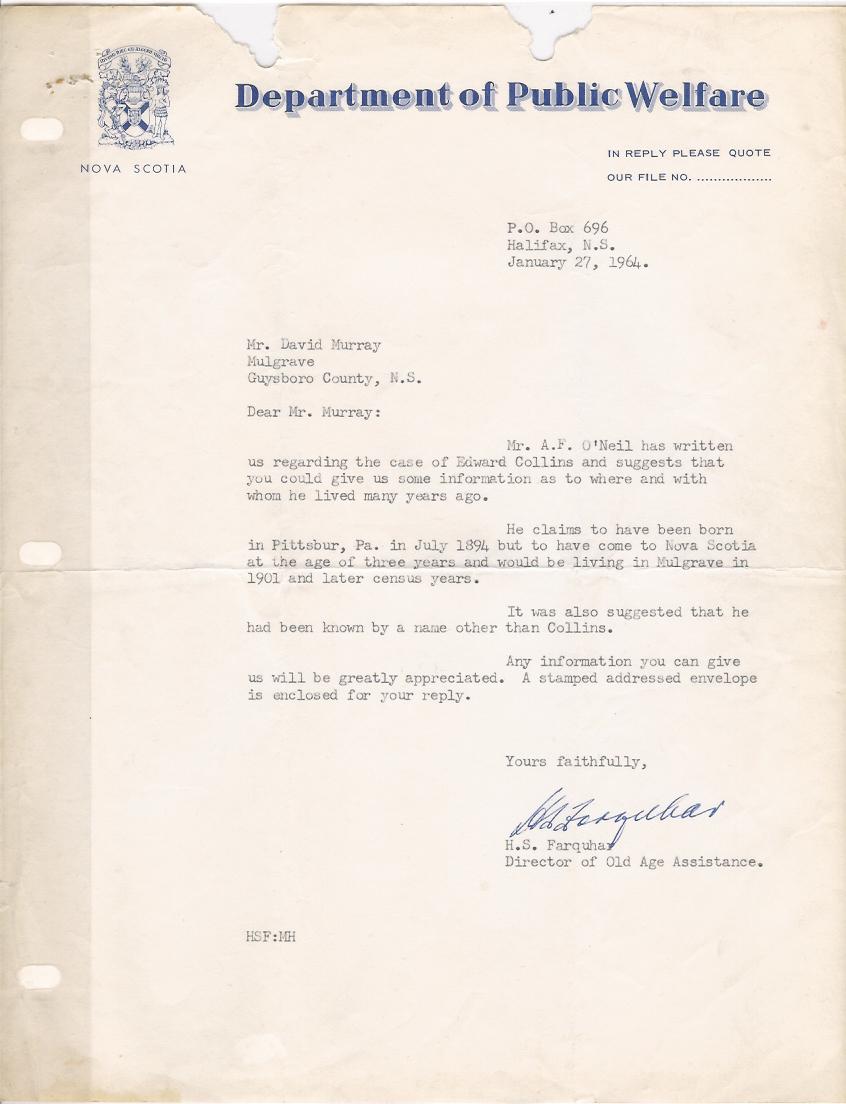 Department of Public Welfare
NOVA SCOTIA
IN REPLY PLEASE QUOTE
OUR FILE NO. ..................
P.O. Box 696
Halifax, N.S.
January 27, 1964.
Mr. David Murray
Mulgrave
Guysboro County, N.S.
Dear Mr. Murray:
Mr. A.F. O'Neil has written
us regarding the case of Edward Collins and suggests that
you could give us some information as to where and with
whom he lived many years ago.
He claims to have been born
in Pittsbur, Pa. in July 1894 but to have come to Nova Scotia
at the age of three years and would be living in Mulgrave in
1901 and later census years.
It was also suggested that he
had been known by a name other than Collins.
Any information you can give
us will be greatly appreciated. A stamped addressed envelope
is enclosed for your reply.
Yours faithfully,
HS Farquhar
H.S. Farquhar
Director of Old Age Assistance.
HSF:MH